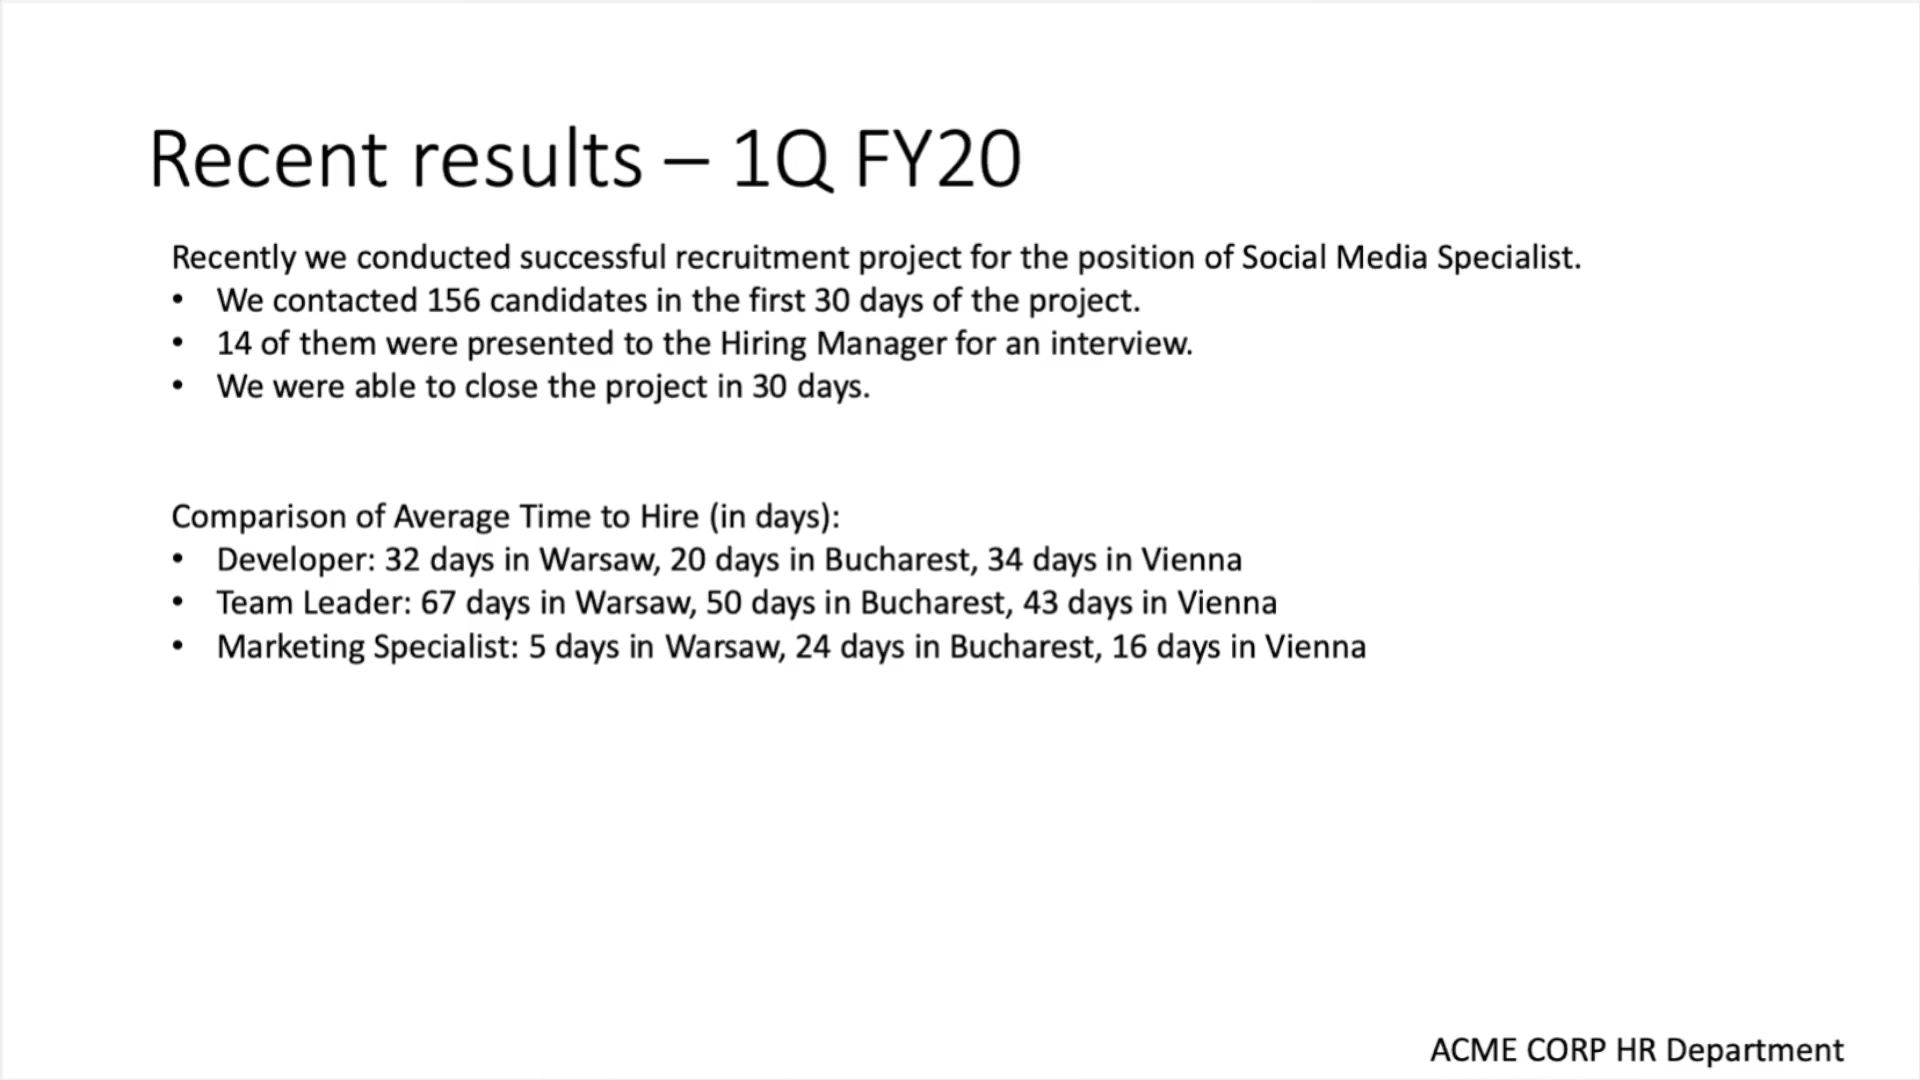 Recent results – 1Q FY20
Recently we conducted successful recruitment project for the position of Social Media Specialist.
• We contacted 156 candidates in the first 30 days of the project.
• 14 of them were presented to the Hiring Manager for an interview.
• We were able to close the project in 30 days.
Comparison of Average Time to Hire (in days):
• Developer: 32 days in Warsaw, 20 days in Bucharest, 34 days in Vienna
• Team Leader: 67 days in Warsaw, 50 days in Bucharest, 43 days in Vienna
• Marketing Specialist: 5 days in Warsaw, 24 days in Bucharest, 16 days in Vienna
ACME CORP HR Department